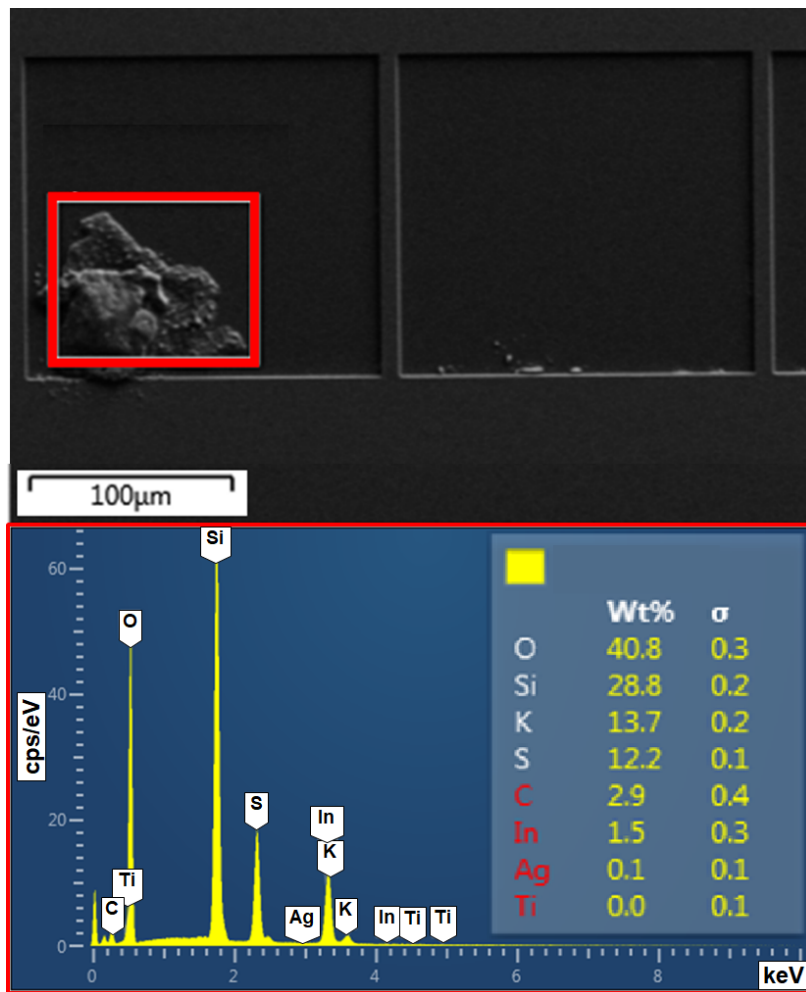 100µm
cps/eV
60
40
20
0
Si
O
S
In
K
Ti
C
Ag
K
In
Ti
Ti
0
2
4
6
8
keV
Wt% σ
O 40.8 0.3
Si 28.8 0.2
K 13.7 0.2
S 12.2 0.1
C 2.9 0.4
In 1.5 0.3
Ag 0.1 0.1
Ti 0.0 0.1